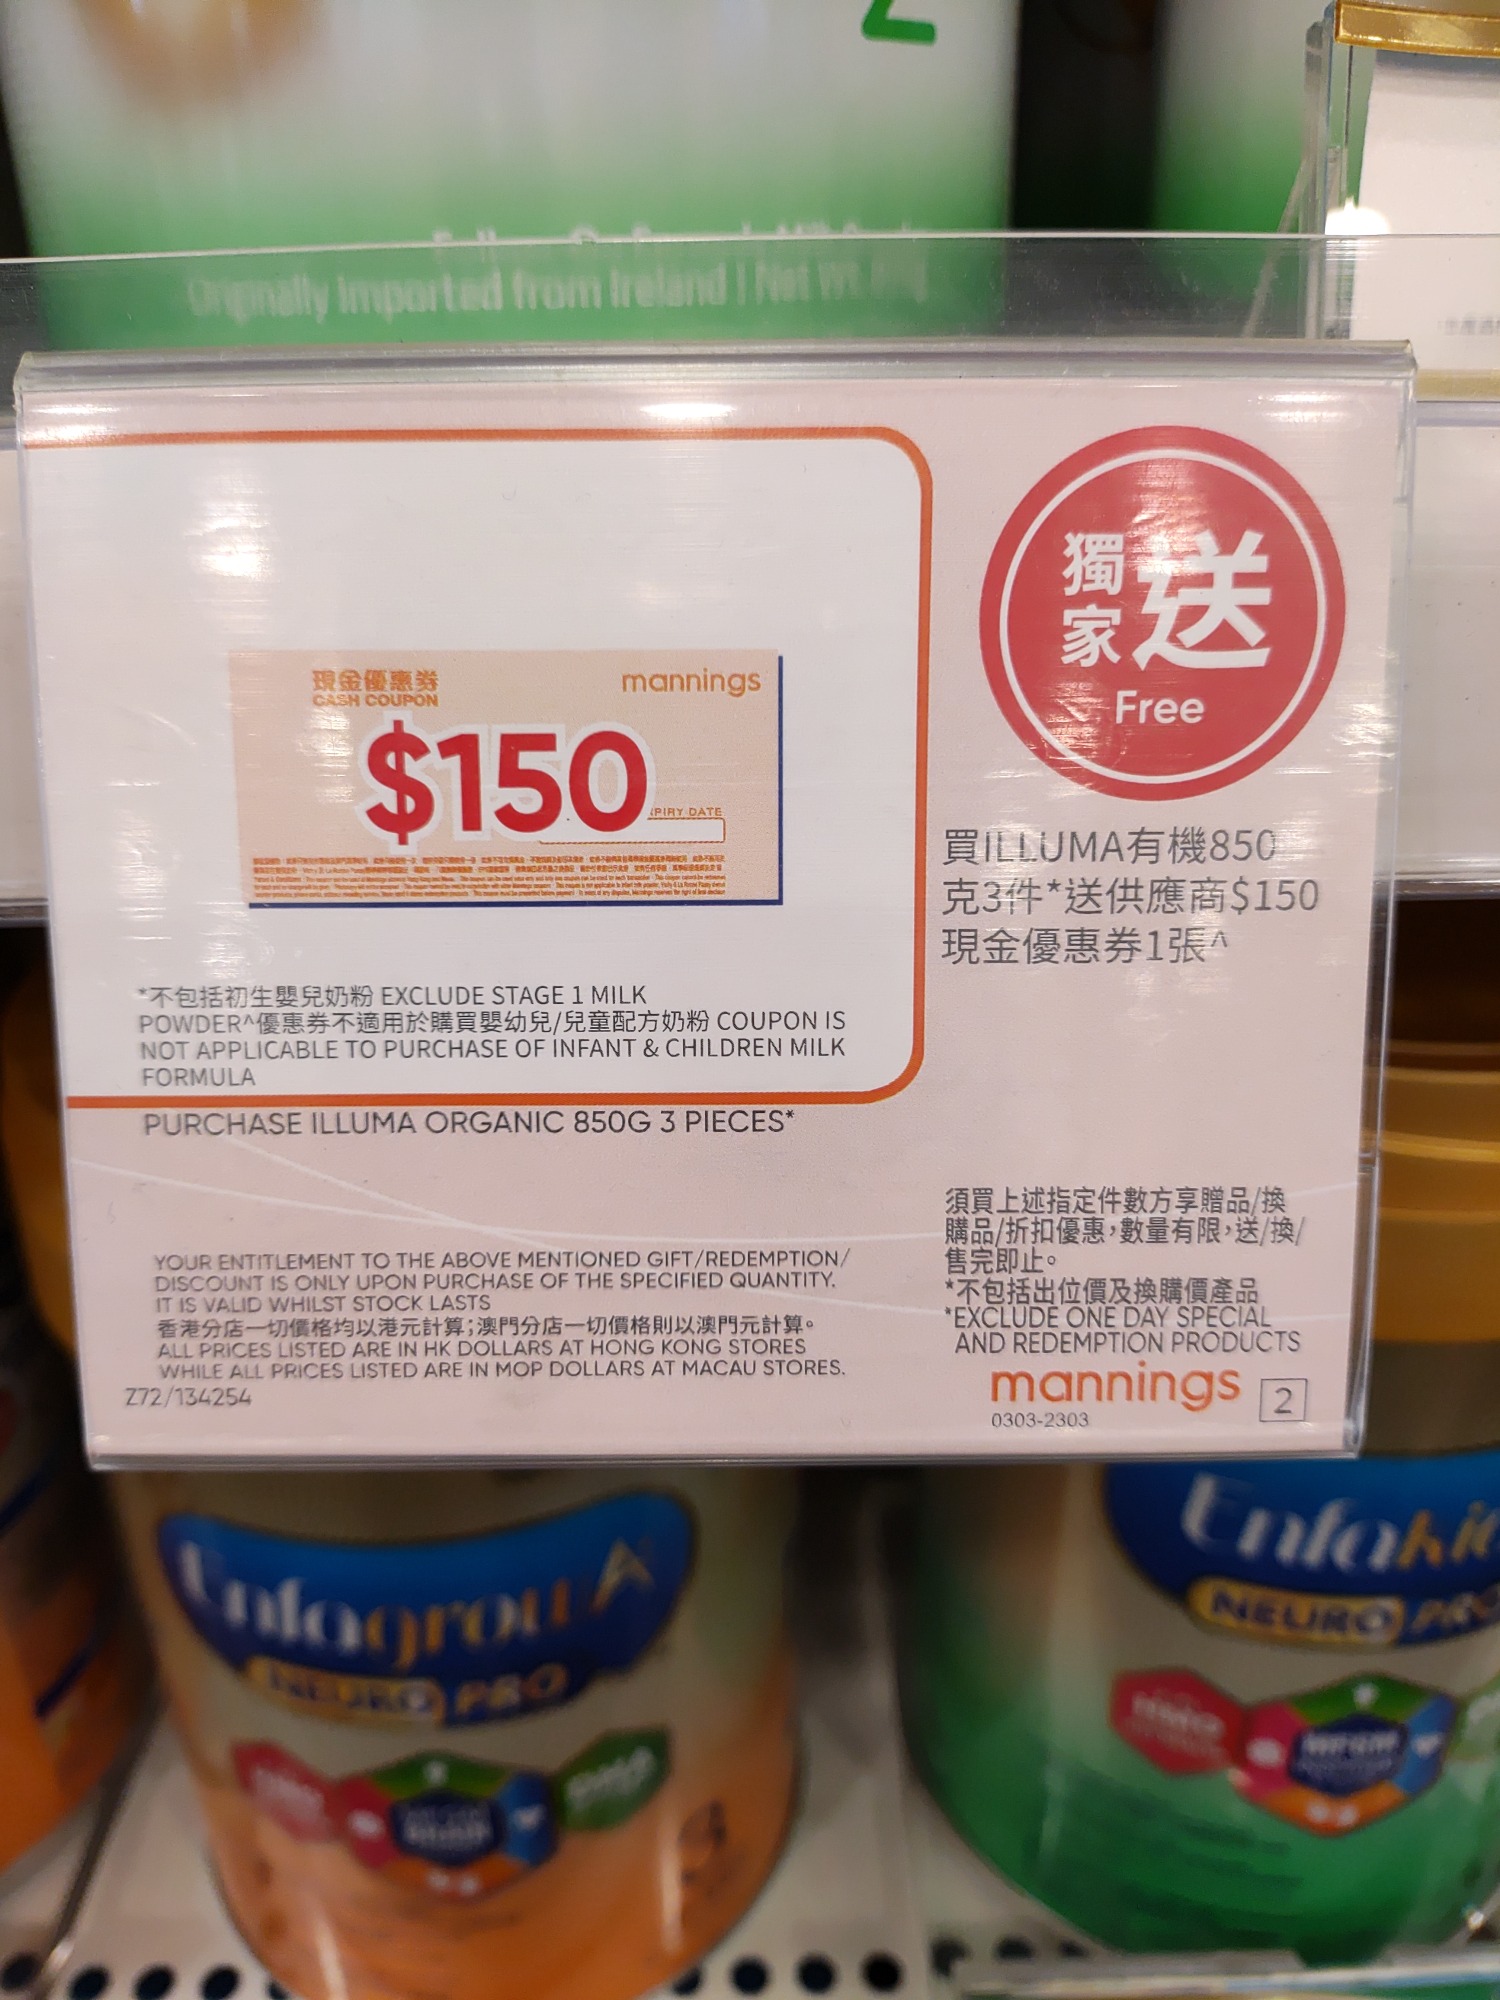 2
Originally Imported from Ireland | Net Wt.
獨家送
Free
現金優惠券
CASH COUPON
mannings
$150
PIRY DATE
買ILLUMA有機850
克3件*送供應商$150
現金優惠券1張^
*不包括初生嬰兒奶粉 EXCLUDE STAGE 1 MILK
POWDER^優惠券不適用於購買嬰幼兒/兒童配方奶粉 COUPON IS
NOT APPLICABLE TO PURCHASE OF INFANT & CHILDREN MILK
FORMULA
PURCHASE ILLUMA ORGANIC 850G 3 PIECES*
YOUR ENTITLEMENT TO THE ABOVE MENTIONED GIFT/REDEMPTION/
DISCOUNT IS ONLY UPON PURCHASE OF THE SPECIFIED QUANTITY.
IT IS VALID WHILST STOCK LASTS
香港分店一切價格均以港元計算;澳門分店一切價格則以澳門元計算。
ALL PRICES LISTED ARE IN HK DOLLARS AT HONG KONG STORES
WHILE ALL PRICES LISTED ARE IN MOP DOLLARS AT MACAU STORES.
Z72/134254
須買上述指定件數方享贈品/換
購品/折扣優惠,數量有限,送/換/
售完即止。
*不包括出位價及換購價產品
*EXCLUDE ONE DAY SPECIAL
AND REDEMPTION PRODUCTS
mannings 2
0303-2303
Enfagrow A+
NEURO PRO
Enfakid
NEURO PRO